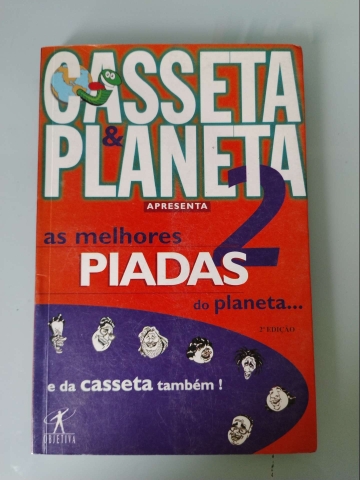 CASSETA
& PLANETA
APRESENTA
as melhores 2
PIADAS
do planeta...
2ª EDIÇÃO
e da casseta também !
OBJETIVA